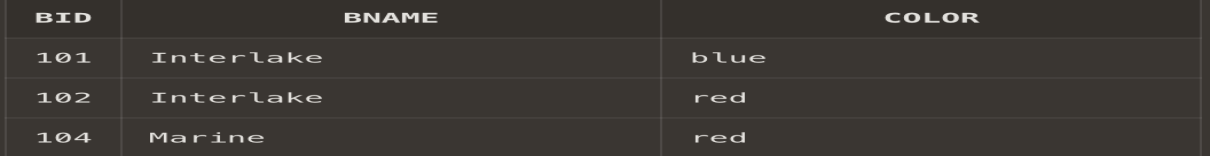 BID BNAME COLOR
101 Interlake blue
102 Interlake red
104 Marine red